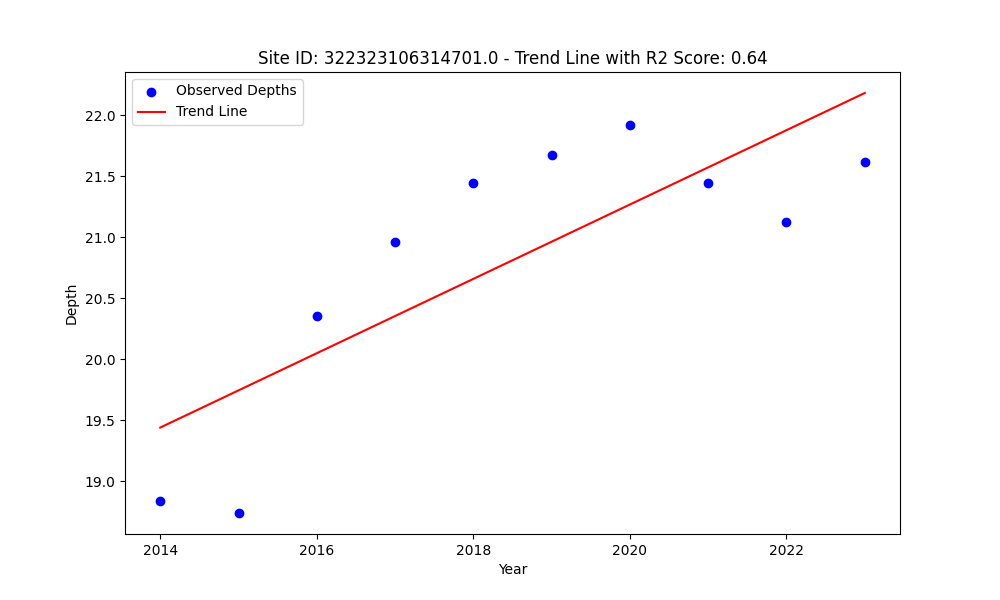 Site ID: 322323106314701.0 - Trend Line with R2 Score: 0.64
Observed Depths
Trend Line
22.0
21.5
21.0
20.5
20.0
19.5
19.0
Depth
2014
2016
2018
2020
2022
Year